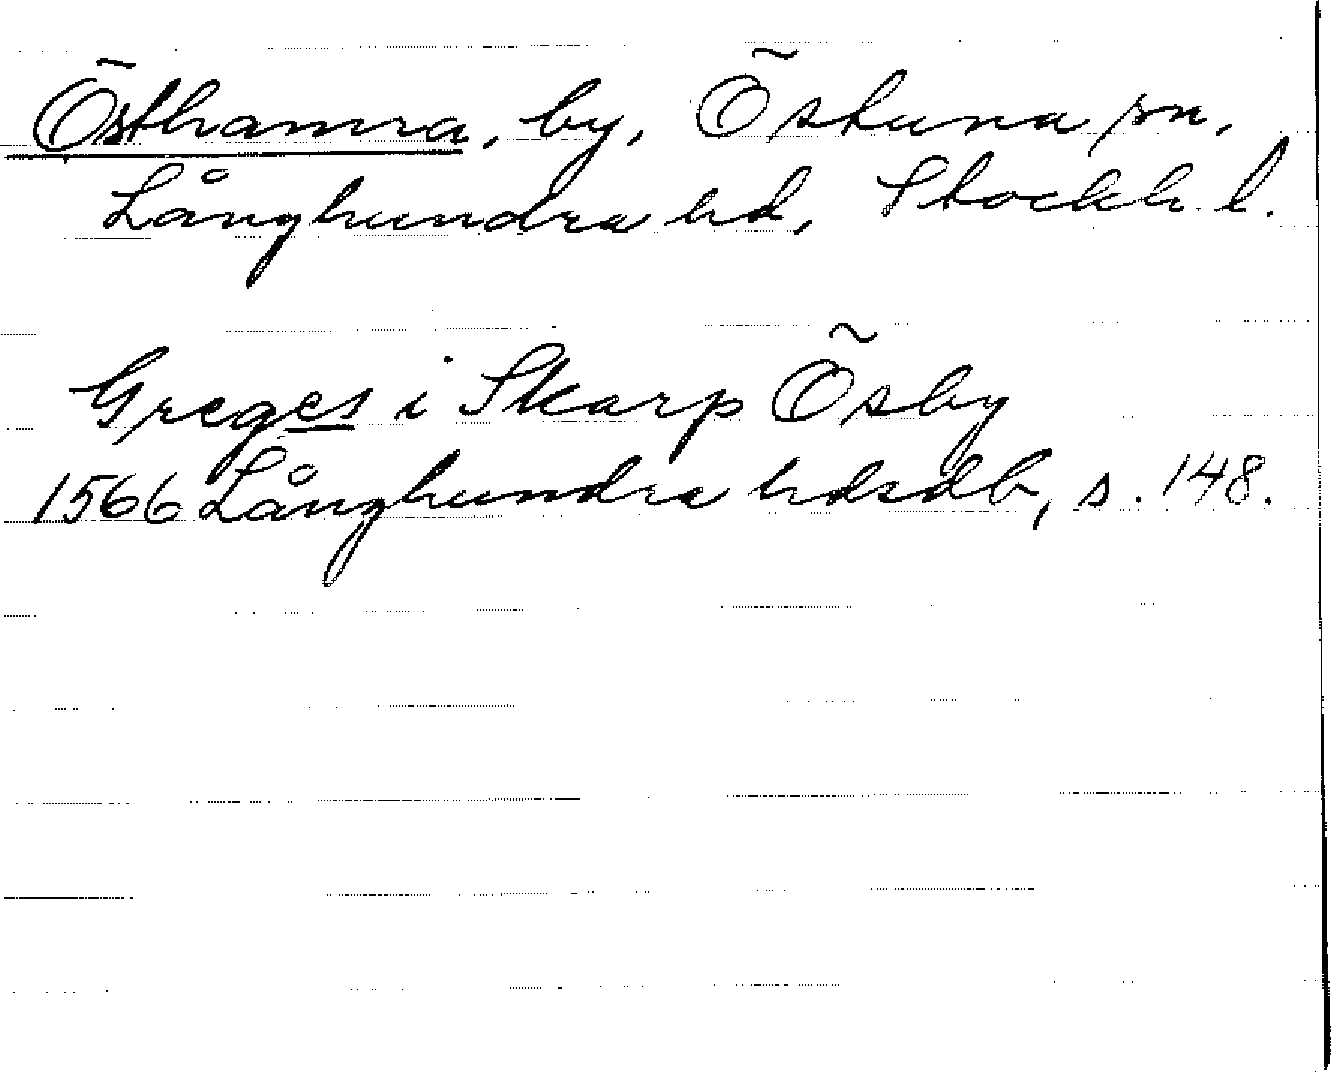 Östhamra, by, Östuna sn,
Långhundra hd, Stockh. l.
Greges i Skarp Ösby
1566 Långhundra hdsdb, s. 148.